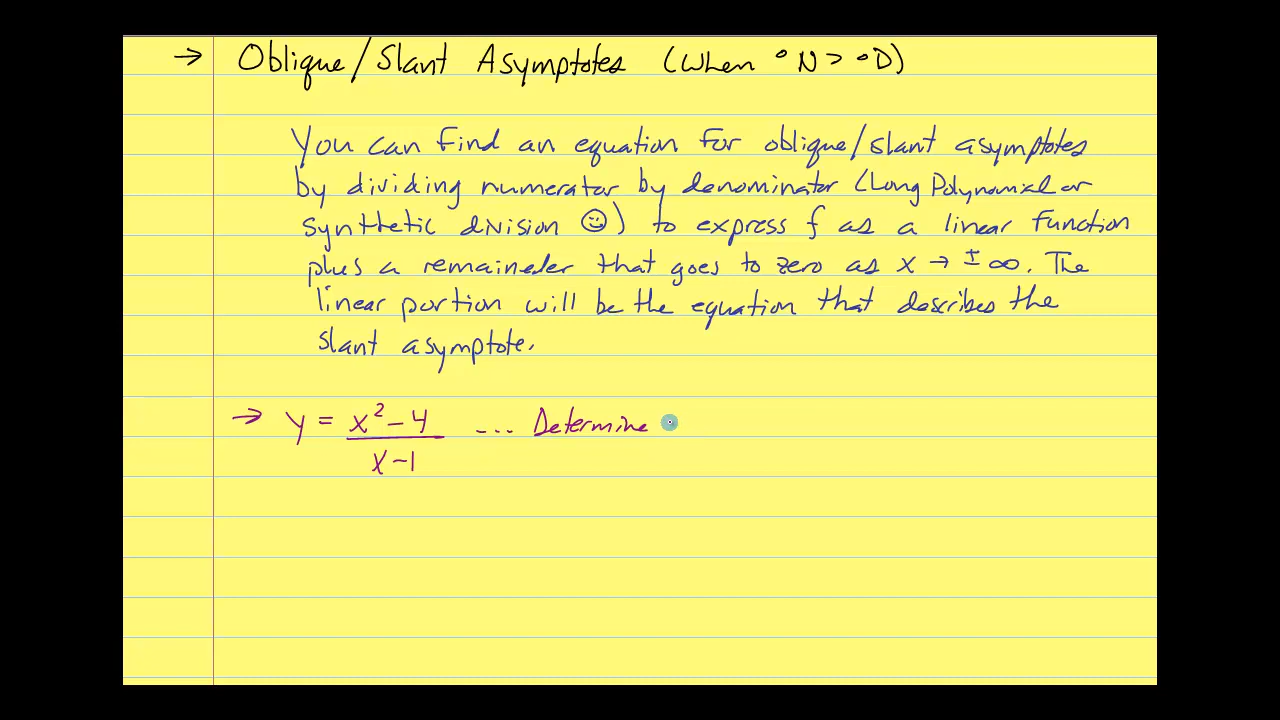 → Oblique/Slant Asymptotes (When °N > °D)
You can find an equation for oblique/slant asymptotes
by dividing numerator by denominator (Long Polynomial or
synthetic division ☺) to express f as a linear function
plus a remaineder that goes to zero as x → ± ∞. The
linear portion will be the equation that describes the
slant asymptote.
→ y = x² - 4 / x - 1 ... Determine